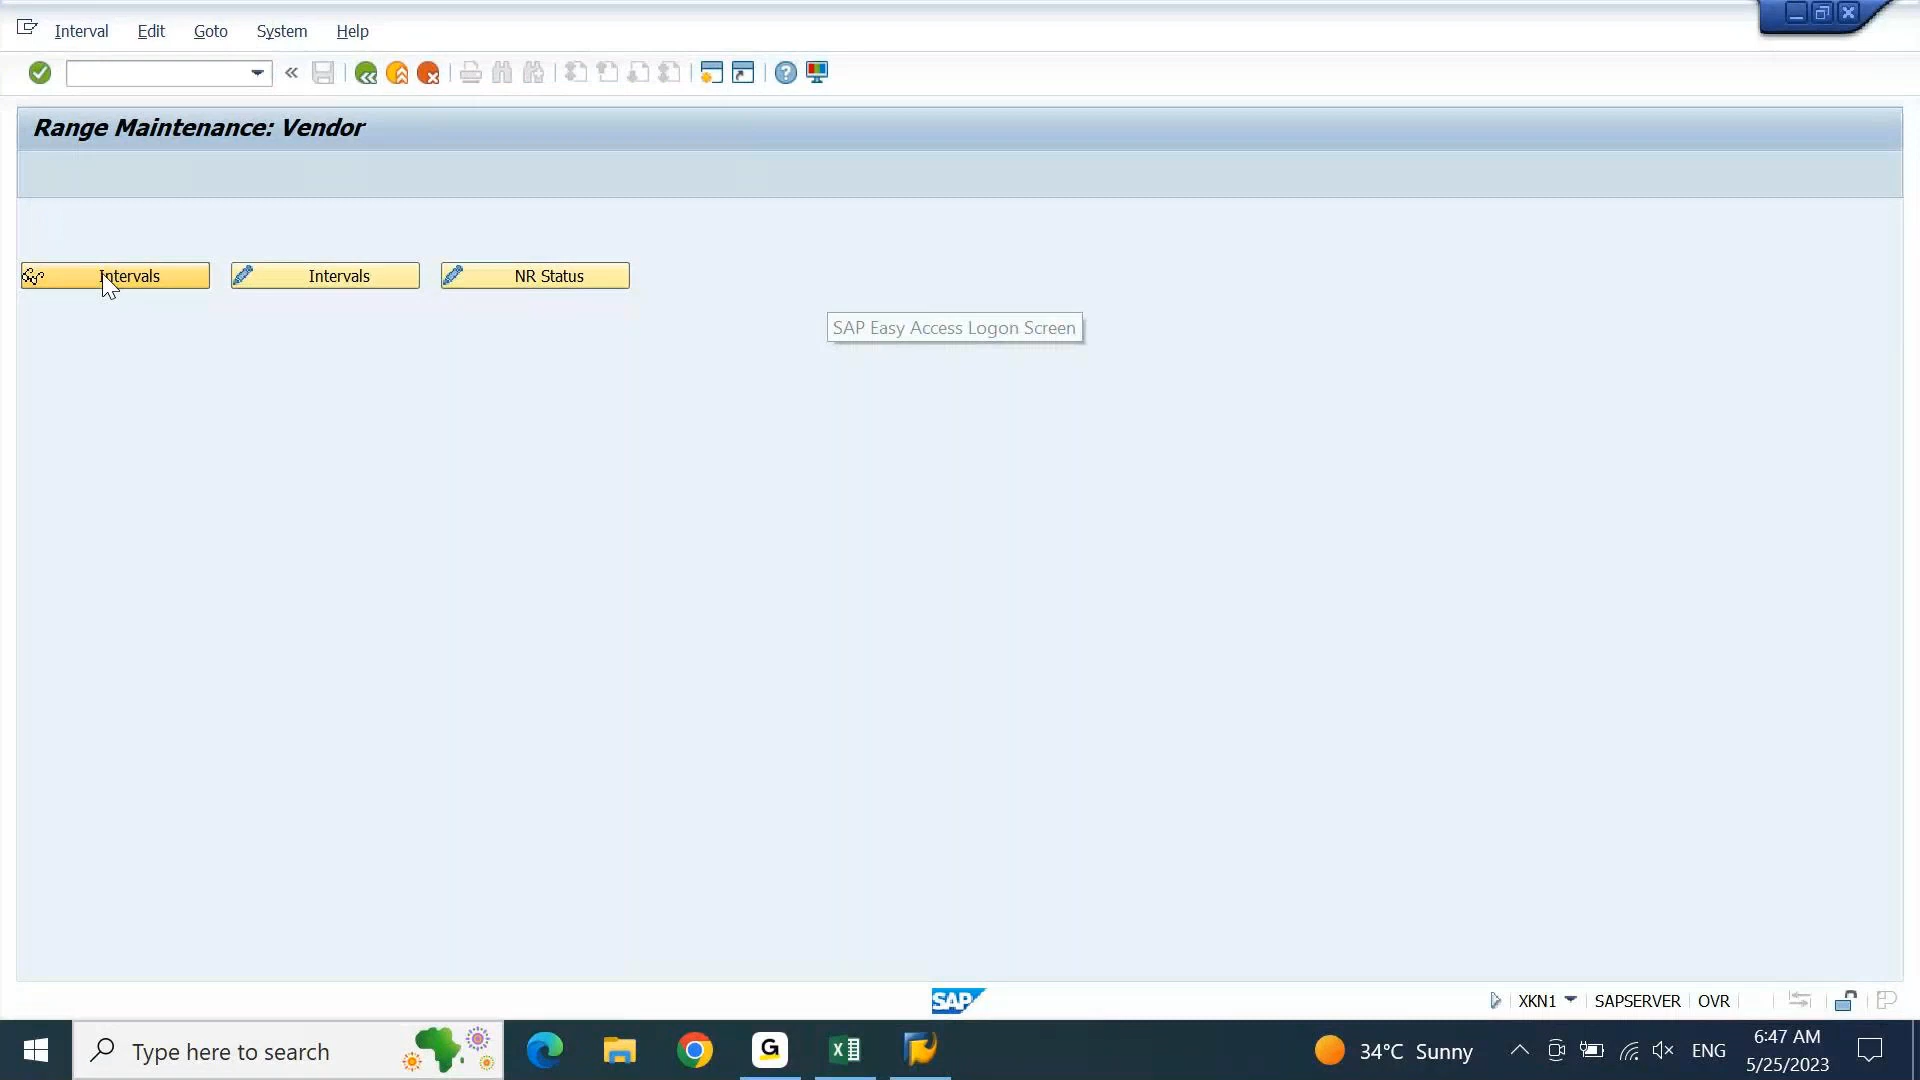 Interval Edit Goto System Help
Range Maintenance: Vendor
Intervals Intervals NR Status
SAP Easy Access Logon Screen
SAP XKN1 SAPSERVER OVR
Type here to search 34°C Sunny ENG 6:47 AM
5/25/2023